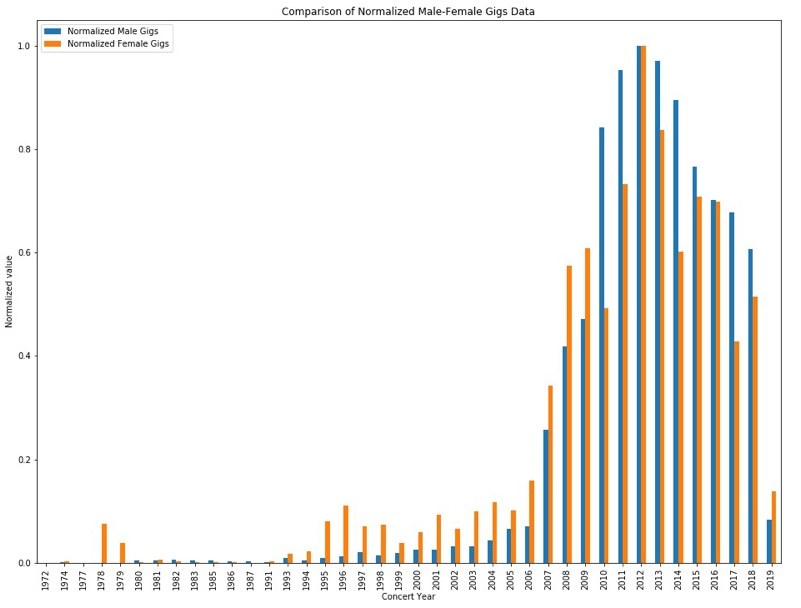 Comparison of Normalized Male-Female Gigs Data
Normalized Male Gigs
Normalized Female Gigs
1.0
0.8
0.6
0.4
0.2
0.0
Normalized value
1972 1974 1977 1978 1979 1980 1981 1982 1983 1985 1986 1987 1991 1993 1994 1995 1996 1997 1998 1999 2000 2001 2002 2003 2004 2005 2006 2007 2008 2009 2010 2011 2012 2013 2014 2015 2016 2017 2018 2019
Concert Year